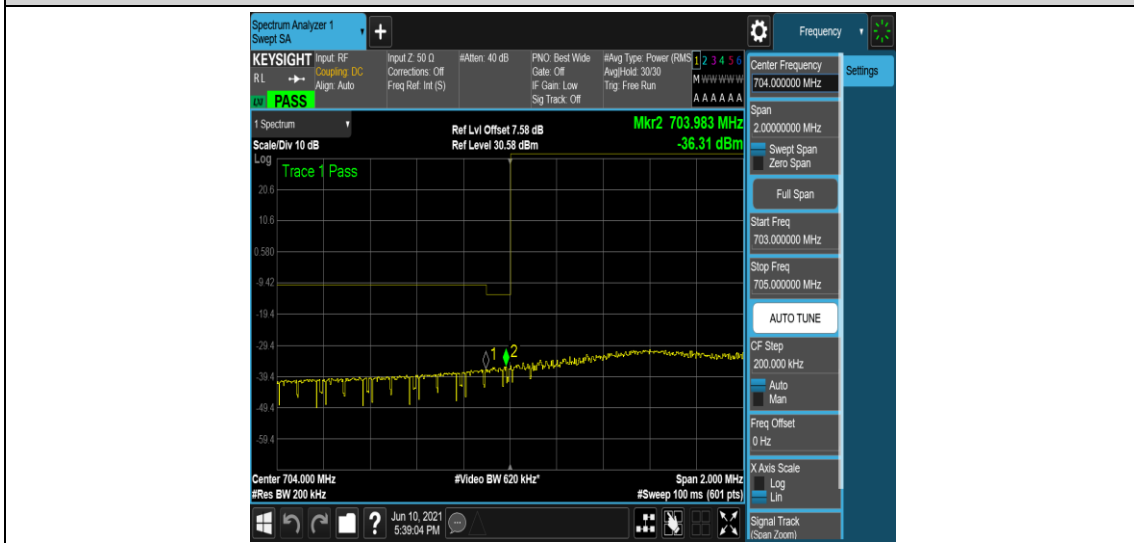 Spectrum Analyzer 1
Swept SA
+
Frequency
KEYSIGHT
RL
LXI
PASS
Input: RF
Coupling: DC
Align: Auto
Input Z: 50 Ω
Corrections: Off
Freq Ref: Int (S)
#Atten: 40 dB
PNO: Best Wide
Gate: Off
IF Gain: Low
Sig Track: Off
#Avg Type: Power (RMS
Avg|Hold: 30/30
Trig: Free Run
1 2 3 4 5 6
M W W W W W
A A A A A A
1 Spectrum
Scale/Div 10 dB
Ref Lvl Offset 7.58 dB
Ref Level 30.58 dBm
Mkr2 703.983 MHz
-36.31 dBm
Log
Trace 1 Pass
20.6
10.6
0.580
-9.42
-19.4
-29.4
-39.4
-49.4
-59.4
1
2
Center 704.000 MHz
#Res BW 200 kHz
#Video BW 620 kHz*
Span 2.000 MHz
#Sweep 100 ms (601 pts)
?
Jun 10, 2021
5:39:04 PM
Center Frequency
704.000000 MHz
Settings
Span
2.00000000 MHz
Swept Span
Zero Span
Full Span
Start Freq
703.000000 MHz
Stop Freq
705.000000 MHz
AUTO TUNE
CF Step
200.000 kHz
Auto
Man
Freq Offset
0 Hz
X Axis Scale
Log
Lin
Signal Track
(Span Zoom)